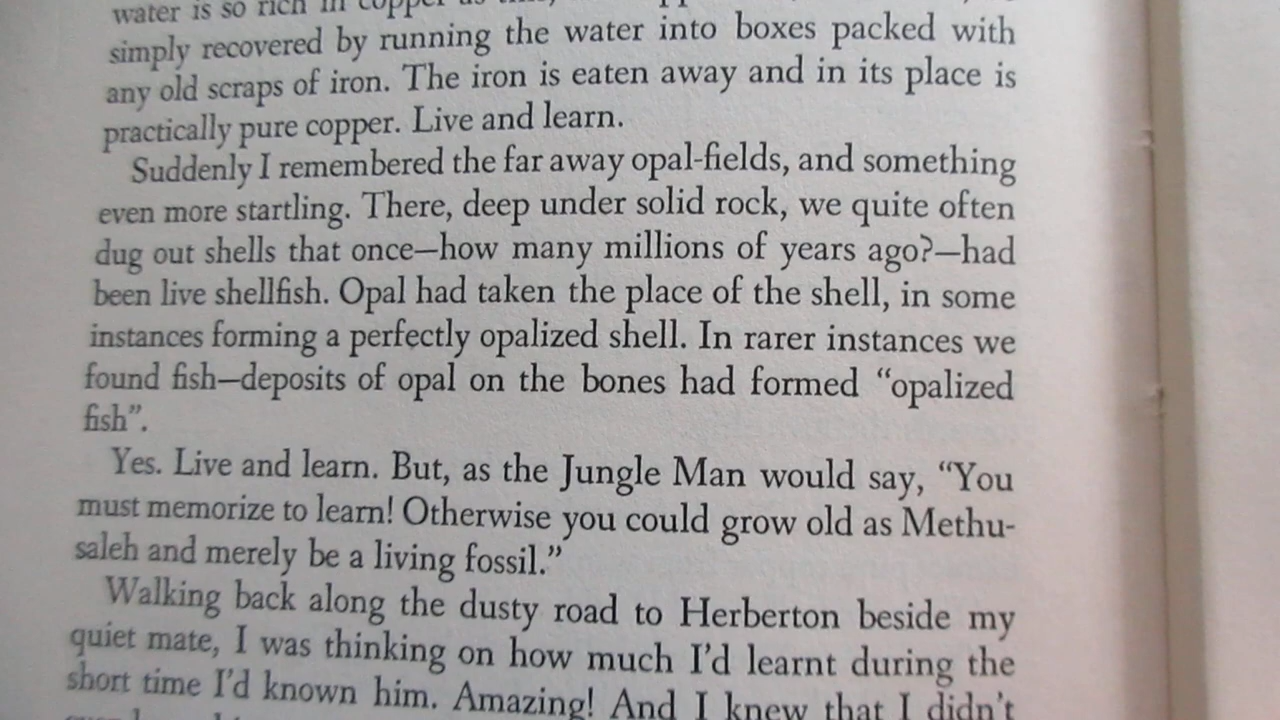 water is so rich in copper as
simply recovered by running the water into boxes packed with
any old scraps of iron. The iron is eaten away and in its place is
practically pure copper. Live and learn.
Suddenly I remembered the far away opal-fields, and something
even more startling. There, deep under solid rock, we quite often
dug out shells that once—how many millions of years ago?—had
been live shellfish. Opal had taken the place of the shell, in some
instances forming a perfectly opalized shell. In rarer instances we
found fish—deposits of opal on the bones had formed “opalized
fish”.
Yes. Live and learn. But, as the Jungle Man would say, “You
must memorize to learn! Otherwise you could grow old as Methu-
saleh and merely be a living fossil.”
Walking back along the dusty road to Herberton beside my
quiet mate, I was thinking on how much I’d learnt during the
short time I’d known him. Amazing! And I knew that I didn’t